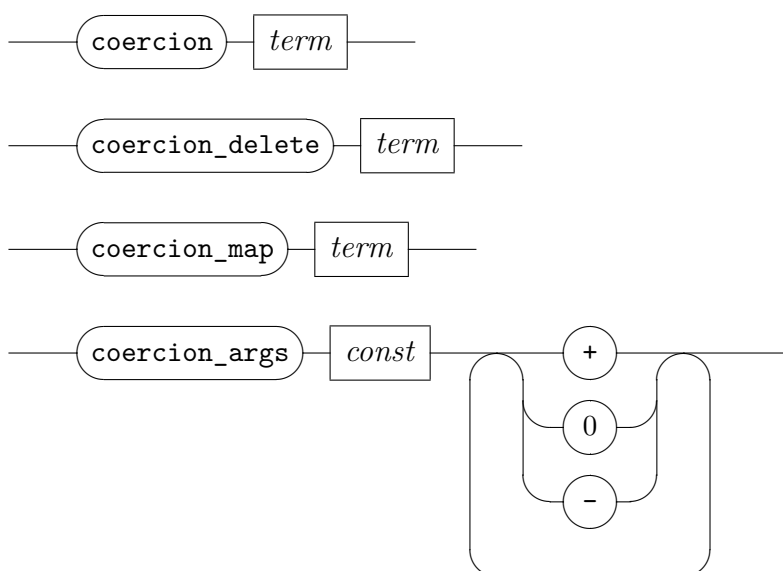 coercion term
coercion_delete term
coercion_map term
coercion_args const +
0
-